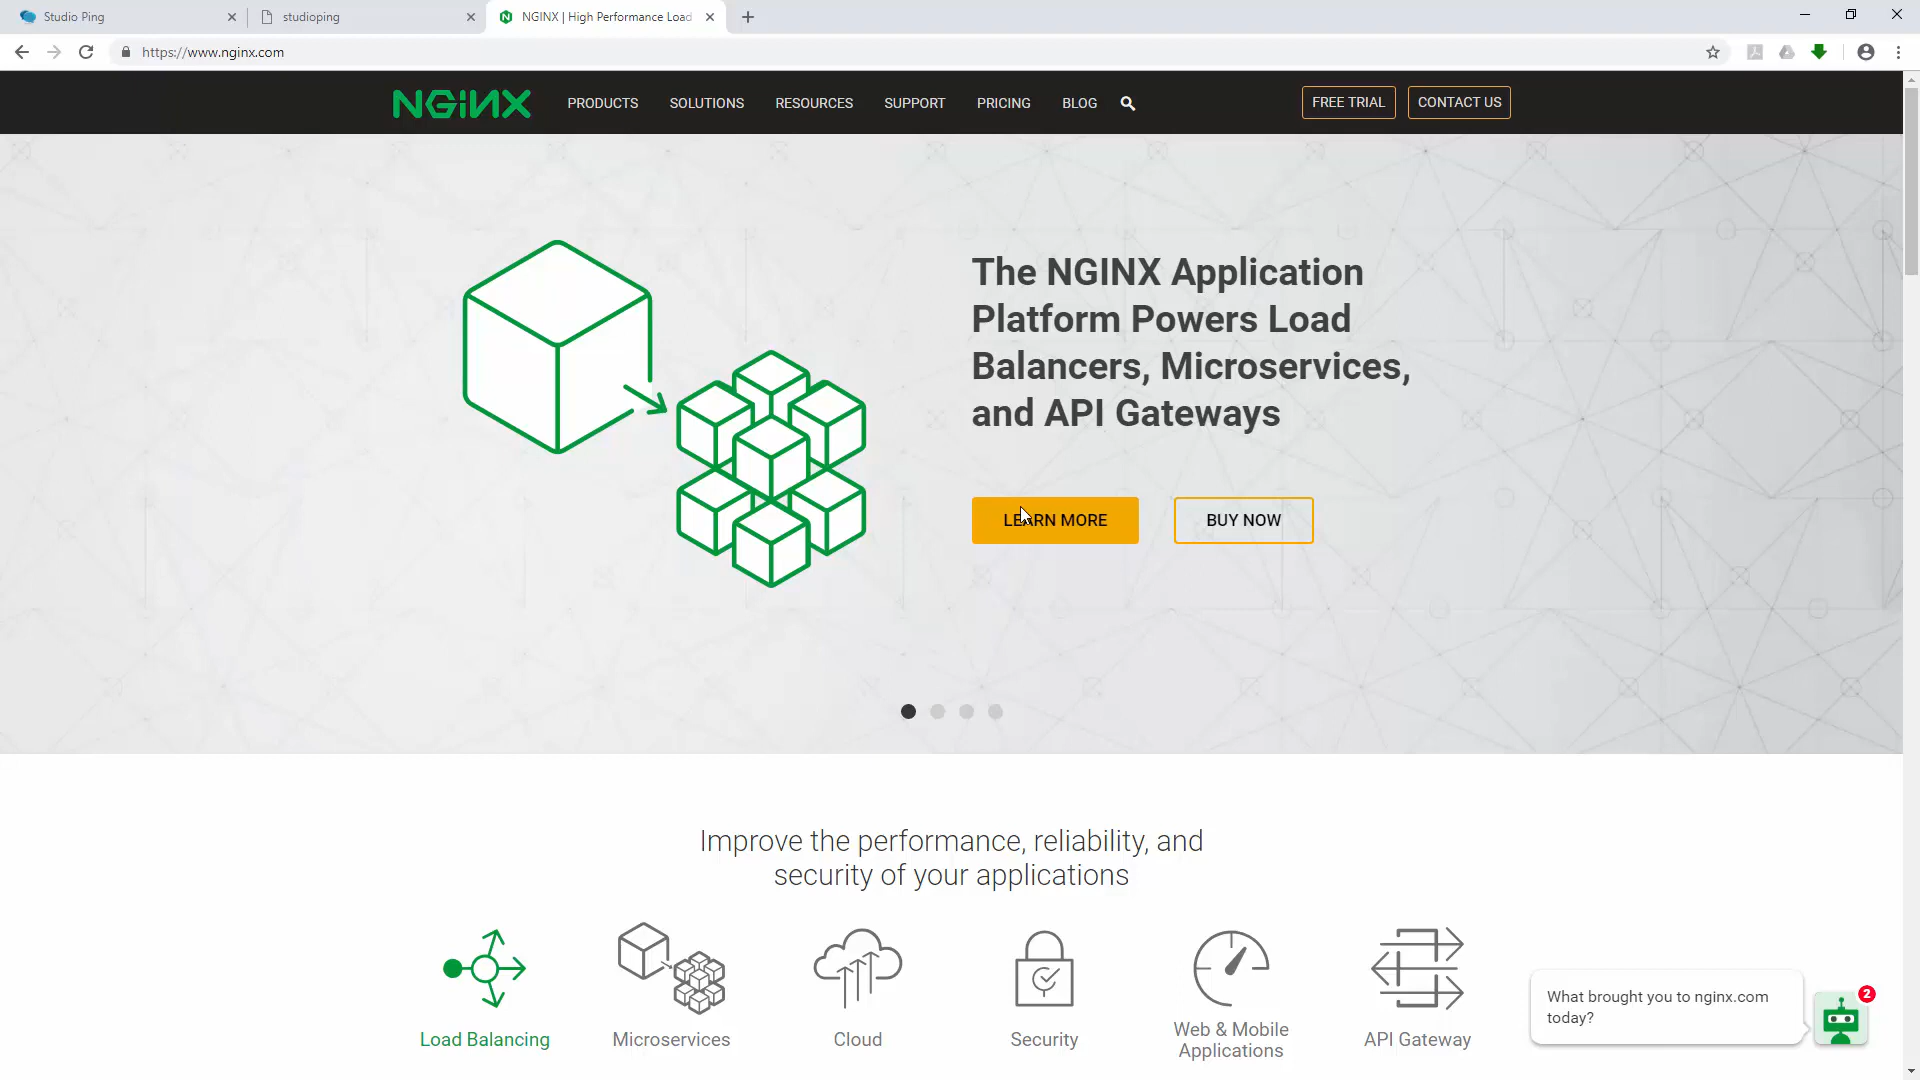 Studio Ping
studioping
NGINX | High Performance Load
https://www.nginx.com
NGINX
PRODUCTS
SOLUTIONS
RESOURCES
SUPPORT
PRICING
BLOG
FREE TRIAL
CONTACT US
The NGINX Application
Platform Powers Load
Balancers, Microservices,
and API Gateways
LEARN MORE
BUY NOW
Improve the performance, reliability, and
security of your applications
Load Balancing
Microservices
Cloud
Security
Web & Mobile
Applications
API Gateway
What brought you to nginx.com
today?
2